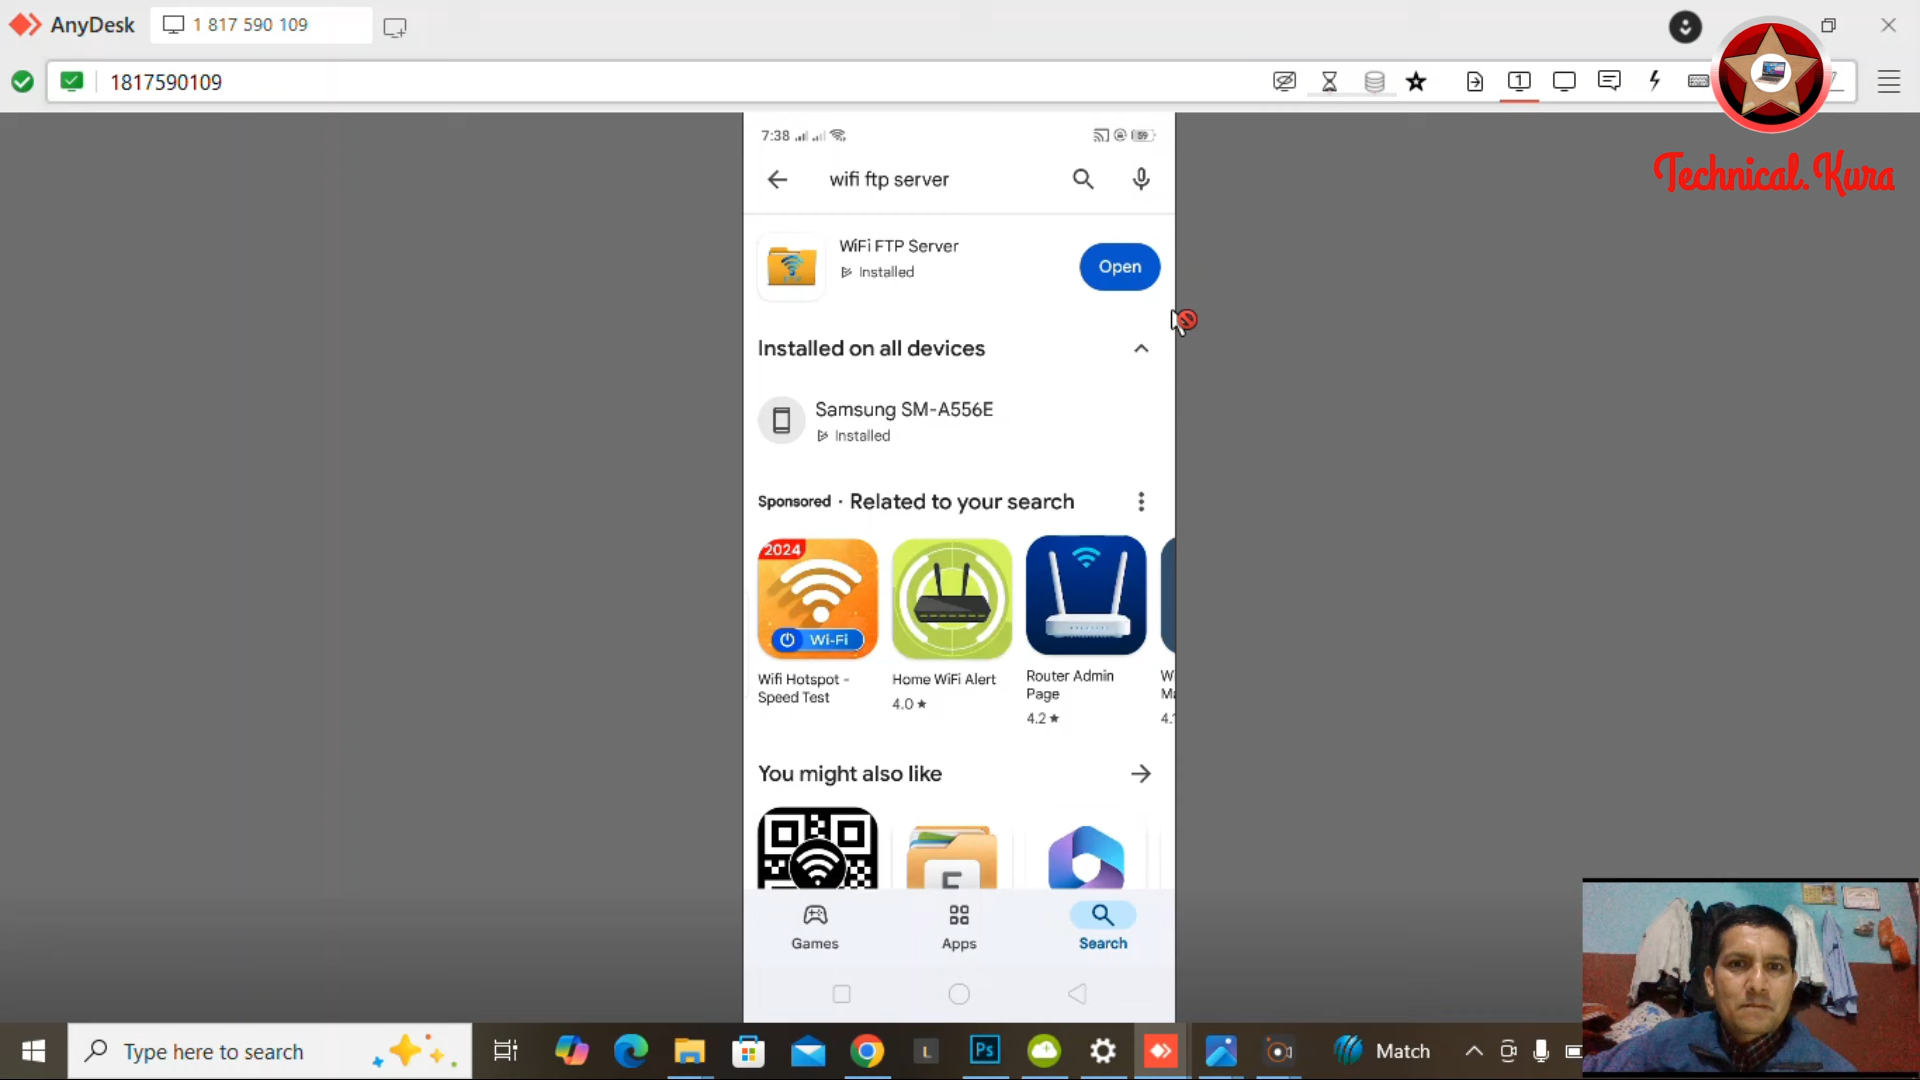 AnyDesk
1 817 590 109
1817590109
Technical.Kura
7:38
59
wifi ftp server
WiFi FTP Server
Installed
Open
Installed on all devices
Samsung SM-A556E
Installed
Sponsored · Related to your search
2024
Wi-Fi
Wifi Hotspot -
Speed Test
Home WiFi Alert
4.0 ★
Router Admin
Page
4.2 ★
You might also like
Games
Apps
Search
Type here to search
L
Ps
Match